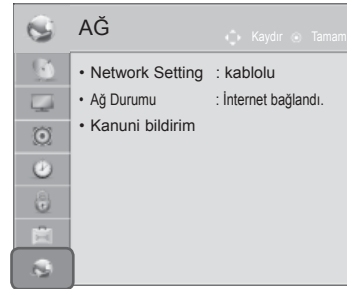 AĞ
Kaydır Tamam
• Network Setting : kablolu
• Ağ Durumu : İnternet bağlandı.
• Kanuni bildirim